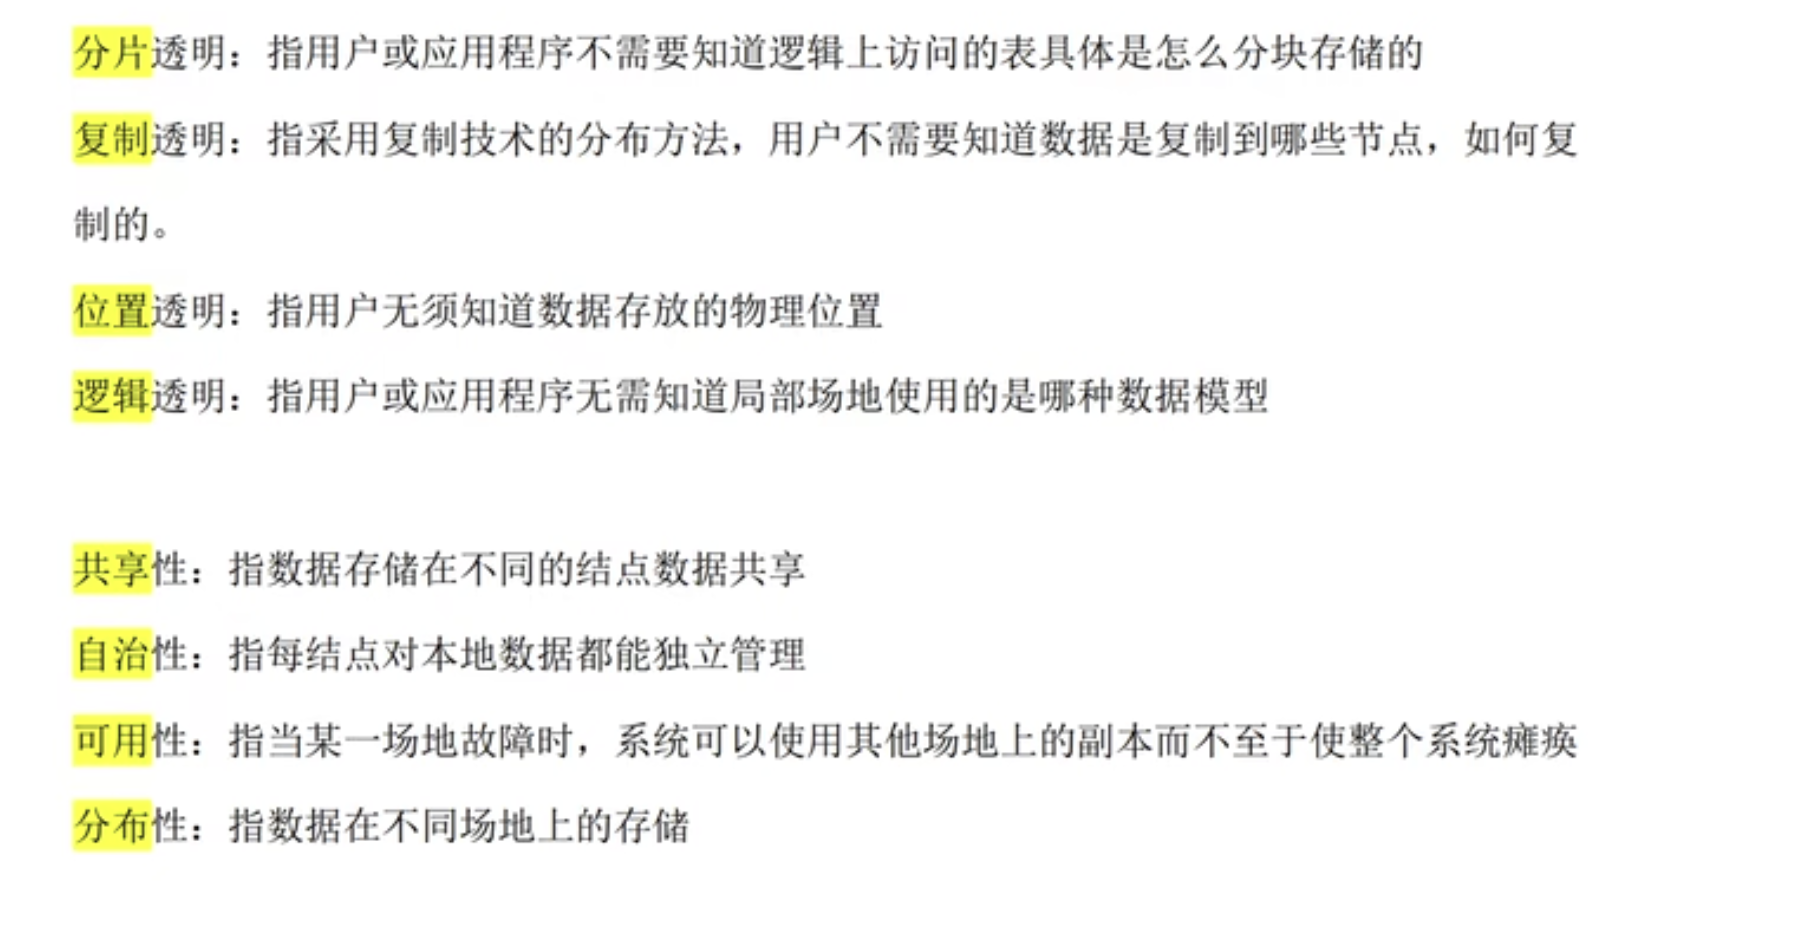 分片透明：指用户或应用程序不需要知道逻辑上访问的表具体是怎么分块存储的
复制透明：指采用复制技术的分布方法，用户不需要知道数据是复制到哪些节点，如何复
制的。
位置透明：指用户无须知道数据存放的物理位置
逻辑透明：指用户或应用程序无需知道局部场地使用的是哪种数据模型
共享性：指数据存储在不同的结点数据共享
自治性：指每结点对本地数据都能独立管理
可用性：指当某一场地故障时，系统可以使用其他场地上的副本而不至于使整个系统瘫痪
分布性：指数据在不同场地上的存储